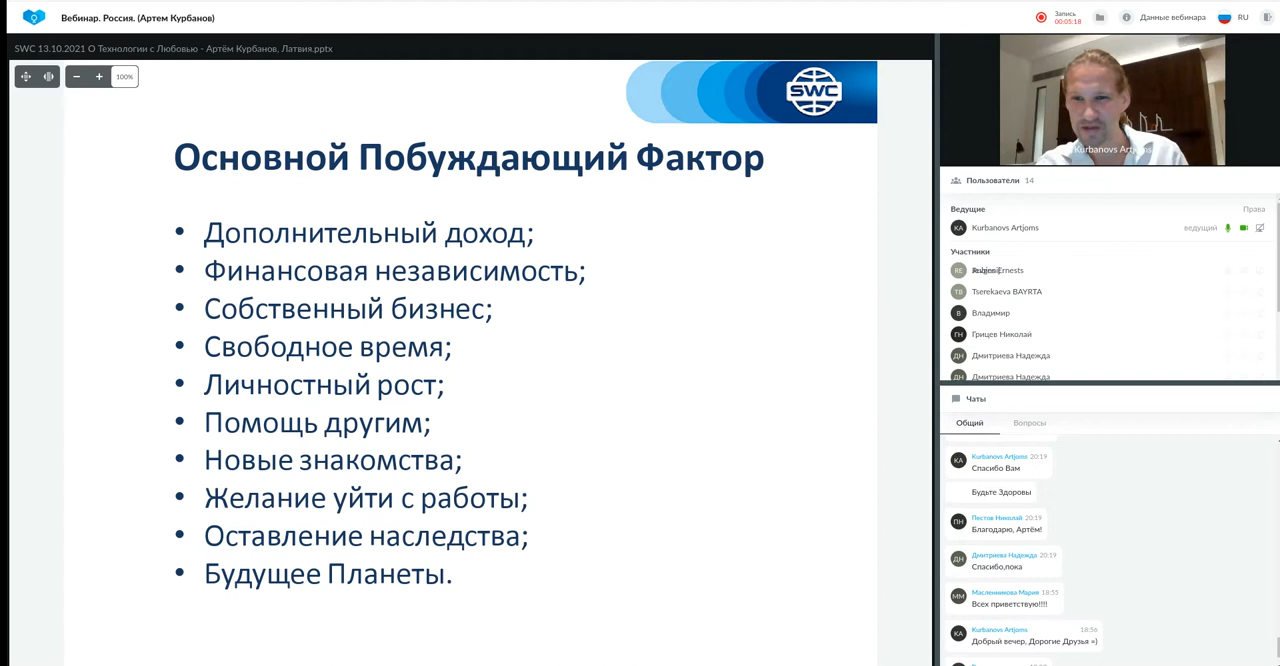 Вебинар. Россия. (Артем Курбанов)
Запись
00:05:18
Данные вебинара
RU
SWC 13.10.2021 О Технологии с Любовью - Артём Курбанов, Латвия.pptx
100%
SWC
Основной Побуждающий Фактор
• Дополнительный доход;
• Финансовая независимость;
• Собственный бизнес;
• Свободное время;
• Личностный рост;
• Помощь другим;
• Новые знакомства;
• Желание уйти с работы;
• Оставление наследства;
• Будущее Планеты.
Kurbanovs Artjoms
Пользователи 14
Ведущие Права
KA Kurbanovs Artjoms ведущий
Участники
RE Ernests
TB Tserekaeva BAYRTA
В Владимир
ГН Грицев Николай
ДН Дмитриева Надежда
ДН Дмитриева Надежда
Чаты
Общий Вопросы
KA Kurbanovs Artjoms 20:19
Спасибо Вам
Будьте Здоровы
ПН Пестов Николай 20:19
Благодарю, Артём!
ДН Дмитриева Надежда 20:19
Спасибо,пока
ММ Масленникова Мария 18:55
Всех приветствую!!!!
KA Kurbanovs Artjoms 18:56
Добрый вечер, Дорогие Друзья =)